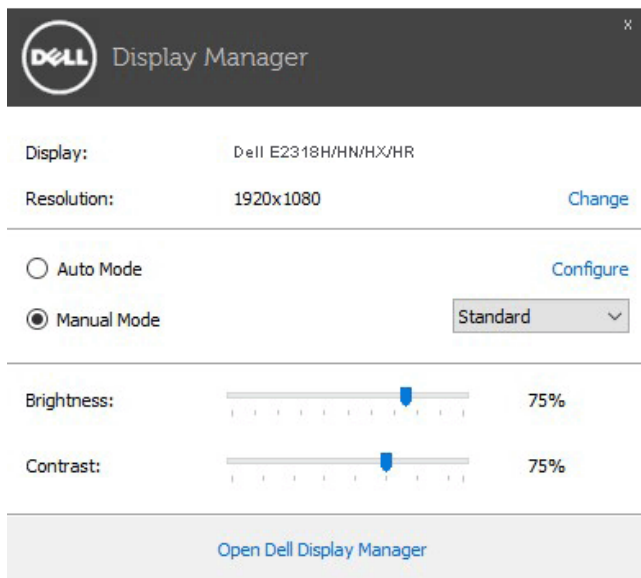 DELL Display Manager
x
Display: Dell E2318H/HN/HX/HR
Resolution: 1920x1080 Change
Auto Mode Configure
Manual Mode Standard
Brightness: 75%
Contrast: 75%
Open Dell Display Manager